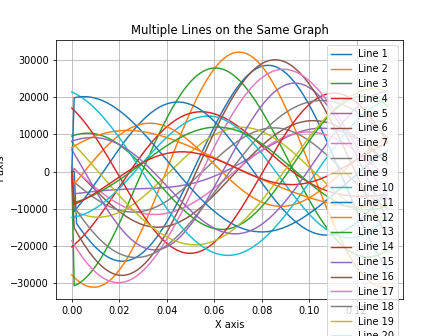 Multiple Lines on the Same Graph
30000
20000
10000
0
−10000
−20000
−30000
0.00 0.02 0.04 0.06 0.08 0.10
X axis
axis
Line 1
Line 2
Line 3
Line 4
Line 5
Line 6
Line 7
Line 8
Line 9
Line 10
Line 11
Line 12
Line 13
Line 14
Line 15
Line 16
Line 17
Line 18
Line 19
Line 20